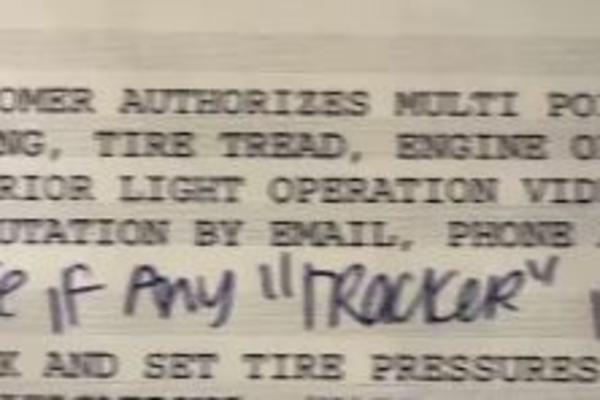 OMER AUTHORIZES MULTI PO
NG, TIRE TREAD, ENGINE O
RIOR LIGHT OPERATION VID
UTATION BY EMAIL, PHONE
e IF Any "TRACKER"
K AND SET TIRE PRESSURES